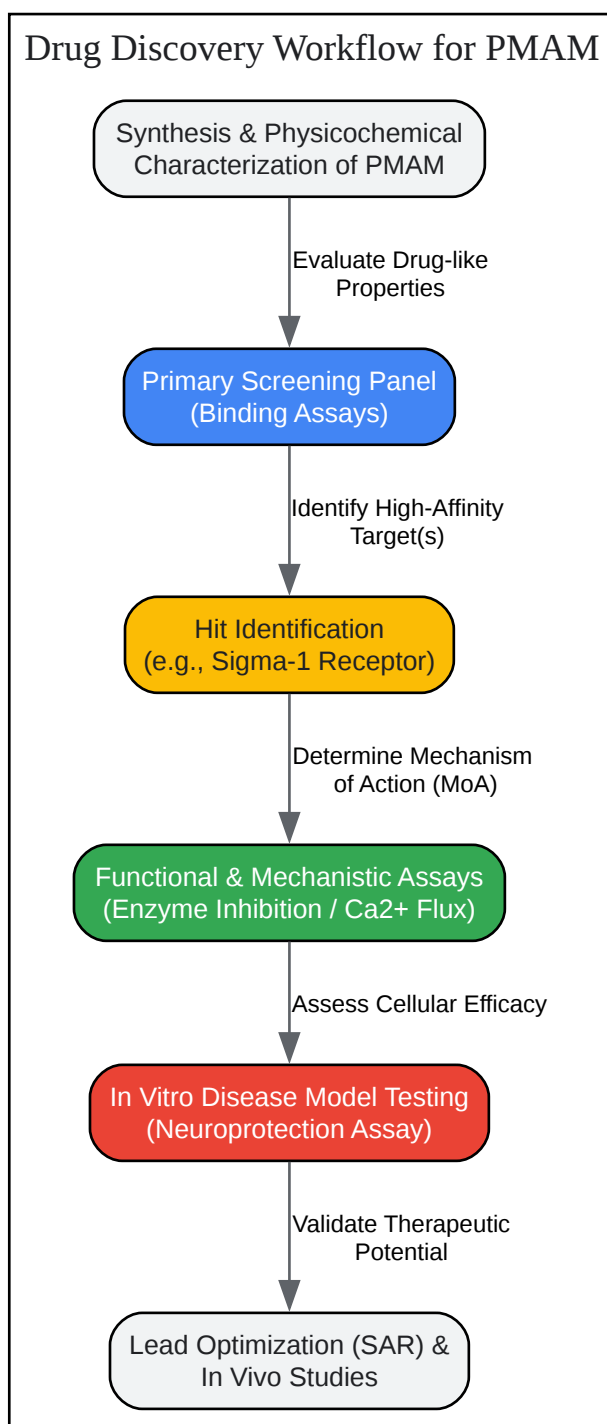 Drug Discovery Workflow for PMAM
Synthesis & Physicochemical
Characterization of PMAM
Evaluate Drug-like
Properties
Primary Screening Panel
(Binding Assays)
Identify High-Affinity
Target(s)
Hit Identification
(e.g., Sigma-1 Receptor)
Determine Mechanism
of Action (MoA)
Functional & Mechanistic Assays
(Enzyme Inhibition / Ca2+ Flux)
Assess Cellular Efficacy
In Vitro Disease Model Testing
(Neuroprotection Assay)
Validate Therapeutic
Potential
Lead Optimization (SAR) &
In Vivo Studies